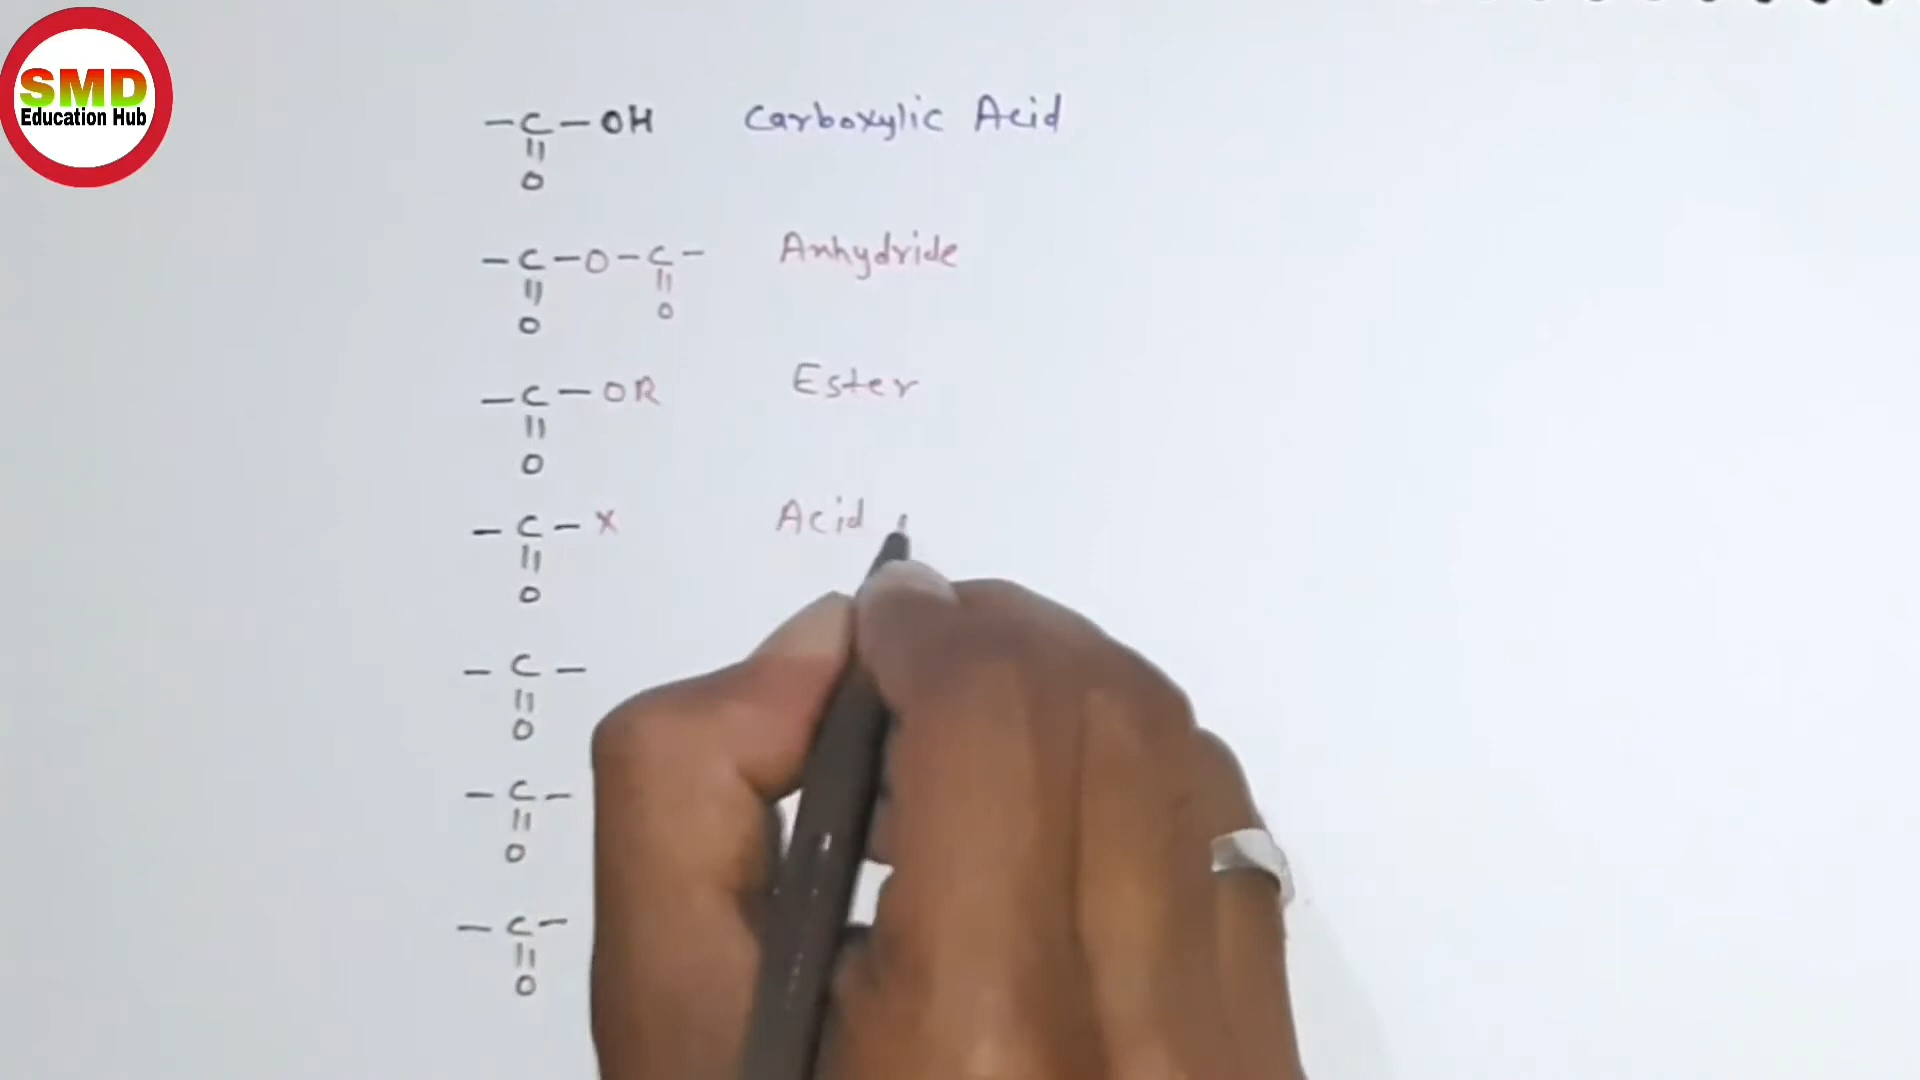 SMD
Education Hub
-C-OH Carboxylic Acid
||
O
-C-O-C- Anhydride
|| ||
O O
-C-OR Ester
||
O
-C-X Acid
||
O
-C-
||
O
-C-
||
O
-C-
||
O